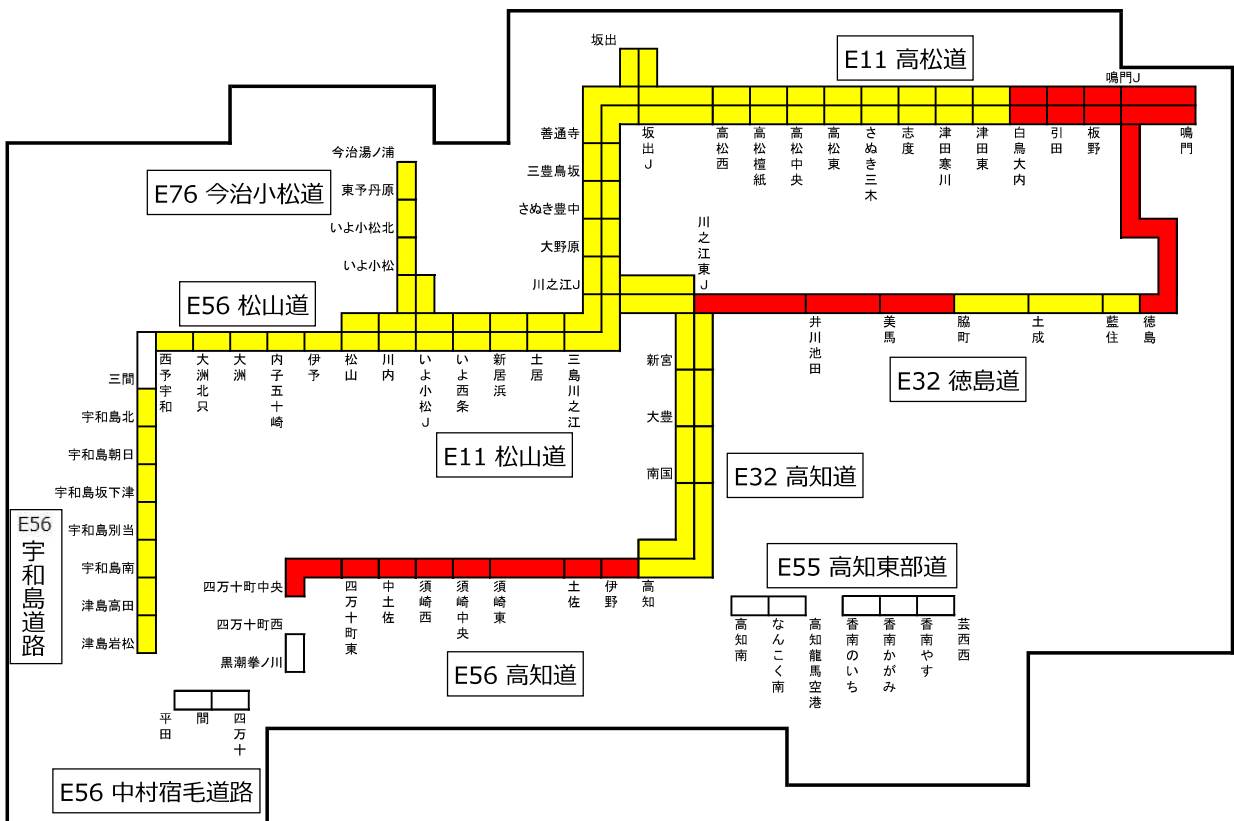 坂出
E11 高松道
鳴門J
善通寺
坂出J
高松西
高松檀紙
高松中央
高松東
さぬき三木
志度
津田寒川
津田東
白鳥大内
引田
板野
鳴門
今治湯ノ浦
三豊鳥坂
E76 今治小松道
東予丹原
さぬき豊中
いよ小松北
川之江東J
大野原
いよ小松
川之江J
E56 松山道
西予宇和
大洲北只
大洲
内子五十崎
伊予
松山
川内
いよ小松J
いよ西条
新居浜
土居
三島川之江
井川池田
美馬
脇町
土成
藍住
徳島
新宮
E32 徳島道
三間
宇和島北
大豊
宇和島朝日
E11 松山道
南国
E32 高知道
宇和島坂下津
E56
宇和島道路
宇和島別当
宇和島南
E55 高知東部道
四万十町中央
四万十町東
中土佐
須崎西
須崎中央
須崎東
土佐
伊野
高知
津島高田
四万十町西
高知南
なんこく南
高知龍馬空港
香南のいち
香南かがみ
香南やす
芸西西
津島岩松
黒潮拳ノ川
E56 高知道
平田
間
四万十
E56 中村宿毛道路